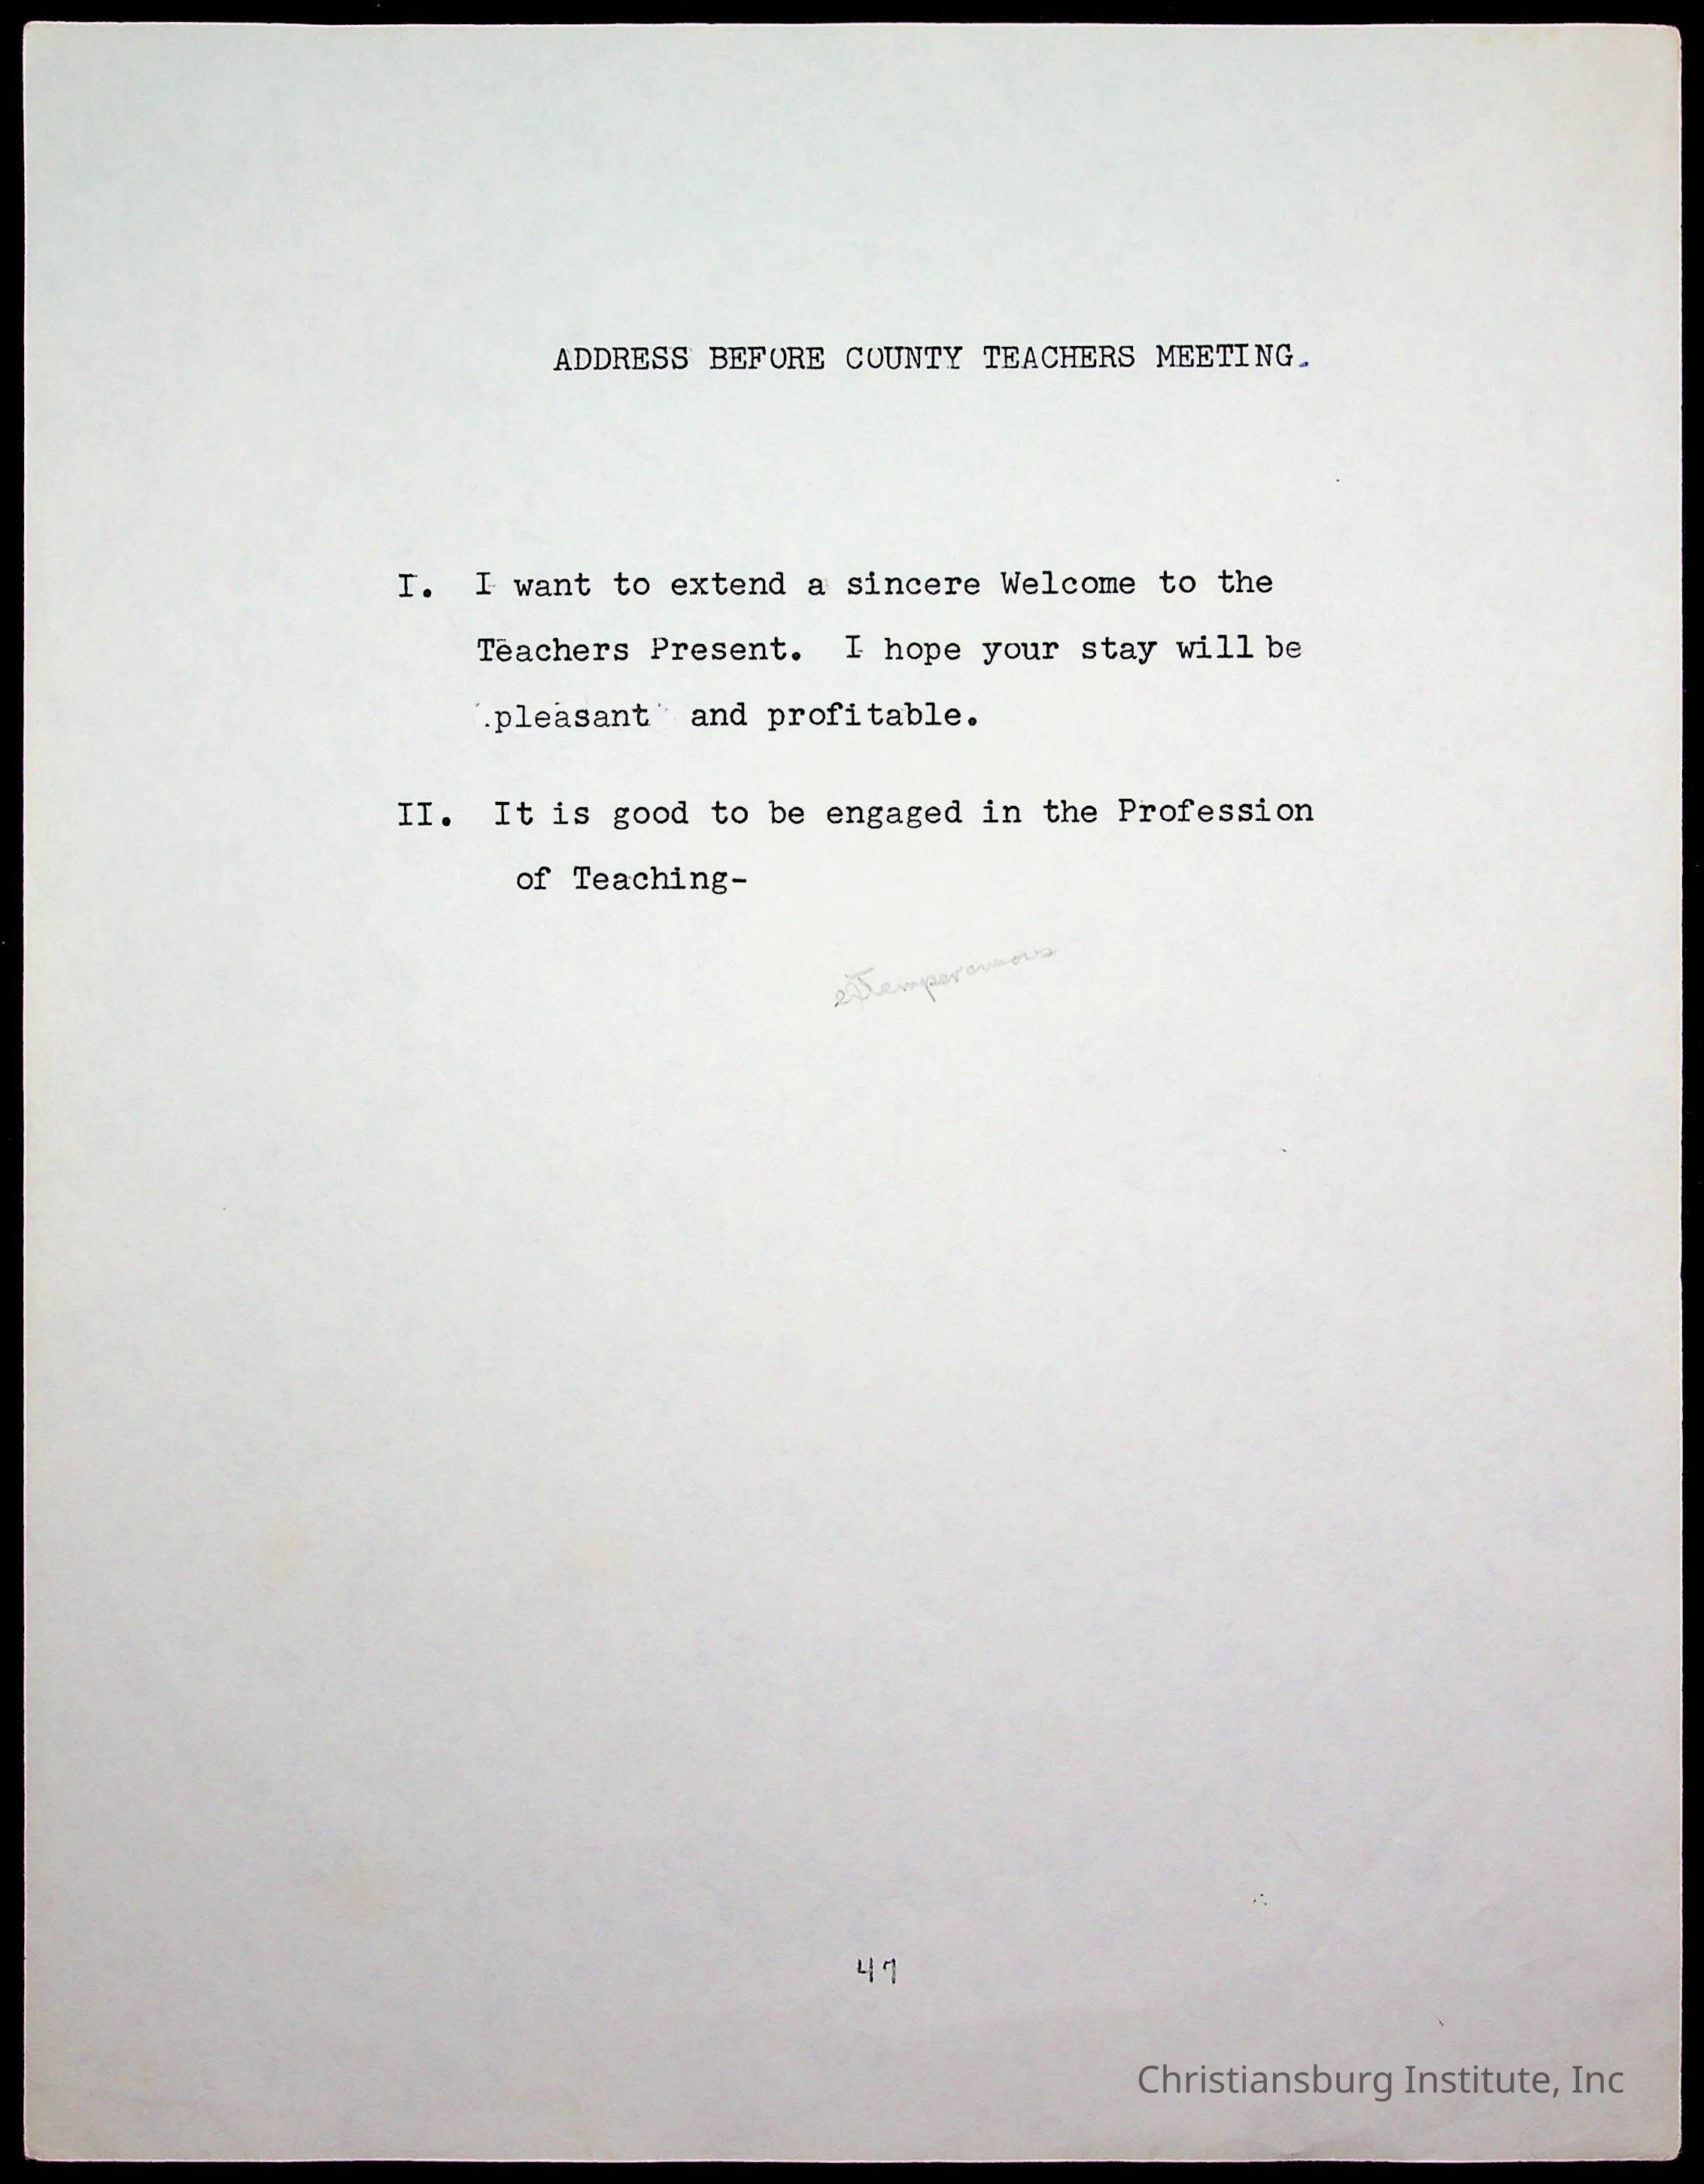 ADDRESS BEFORE COUNTY TEACHERS MEETING.
I. I want to extend a sincere Welcome to the
Teachers Present. I hope your stay will be
pleasant and profitable.
II. It is good to be engaged in the Profession
of Teaching-
extemporaneous
47
Christiansburg Institute, Inc